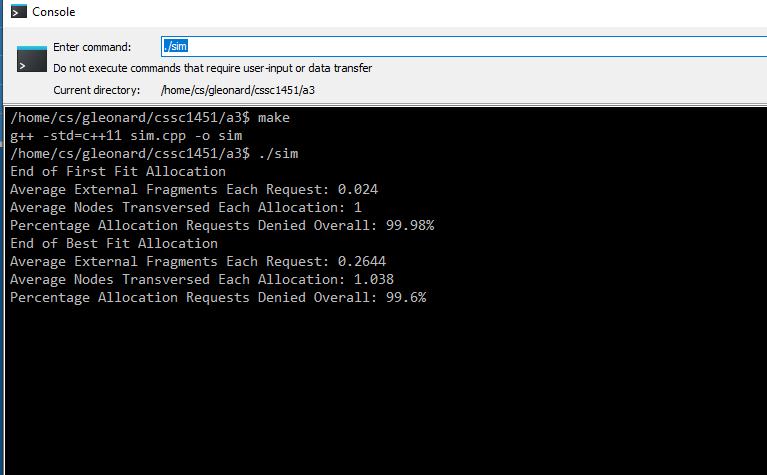 Console
Enter command: ./sim
Do not execute commands that require user-input or data transfer
Current directory: /home/cs/gleonard/cssc1451/a3
/home/cs/gleonard/cssc1451/a3$ make
g++ -std=c++11 sim.cpp -o sim
/home/cs/gleonard/cssc1451/a3$ ./sim
End of First Fit Allocation
Average External Fragments Each Request: 0.024
Average Nodes Transversed Each Allocation: 1
Percentage Allocation Requests Denied Overall: 99.98%
End of Best Fit Allocation
Average External Fragments Each Request: 0.2644
Average Nodes Transversed Each Allocation: 1.038
Percentage Allocation Requests Denied Overall: 99.6%